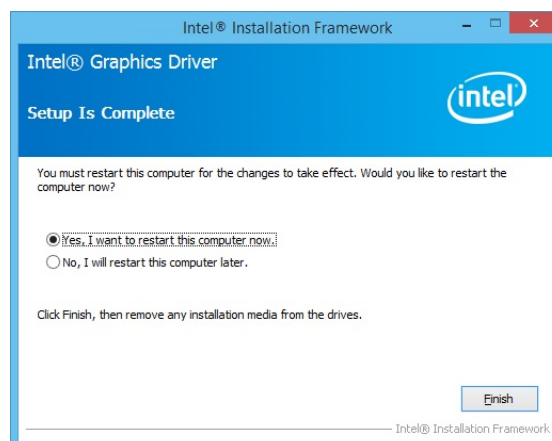 Intel® Installation Framework
Intel® Graphics Driver
intel
Setup Is Complete
You must restart this computer for the changes to take effect. Would you like to restart the
computer now?
Yes, I want to restart this computer now.
No, I will restart this computer later.
Click Finish, then remove any installation media from the drives.
Finish
Intel® Installation Framework